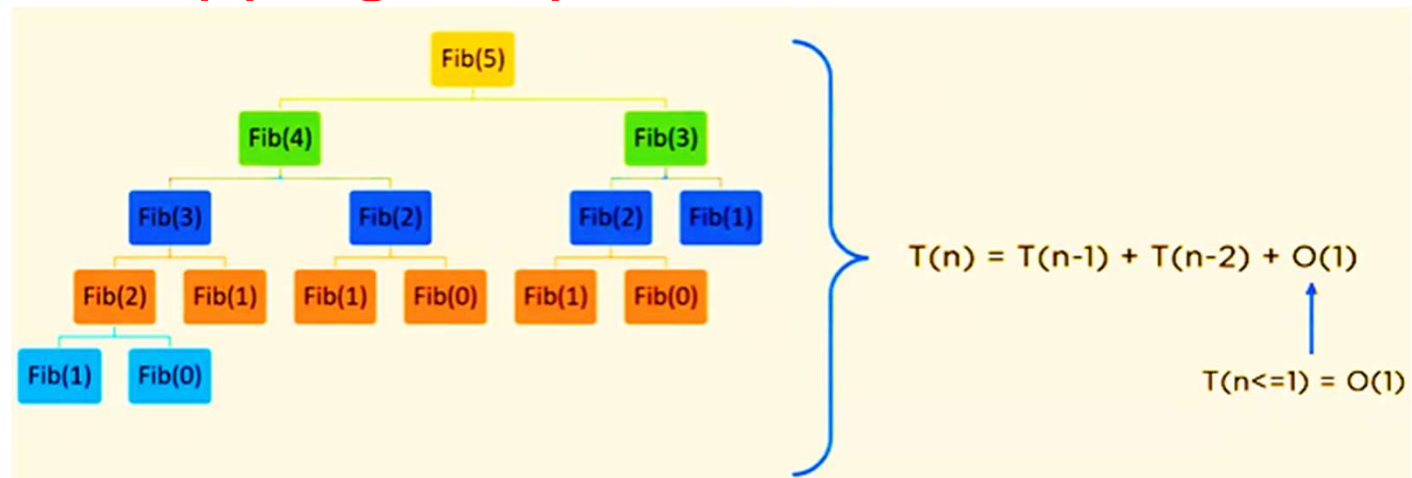 Fib(5)
Fib(4) Fib(3)
Fib(3) Fib(2) Fib(2) Fib(1)
Fib(2) Fib(1) Fib(1) Fib(0) Fib(1) Fib(0)
Fib(1) Fib(0)
T(n) = T(n-1) + T(n-2) + O(1)
T(n<=1) = O(1)